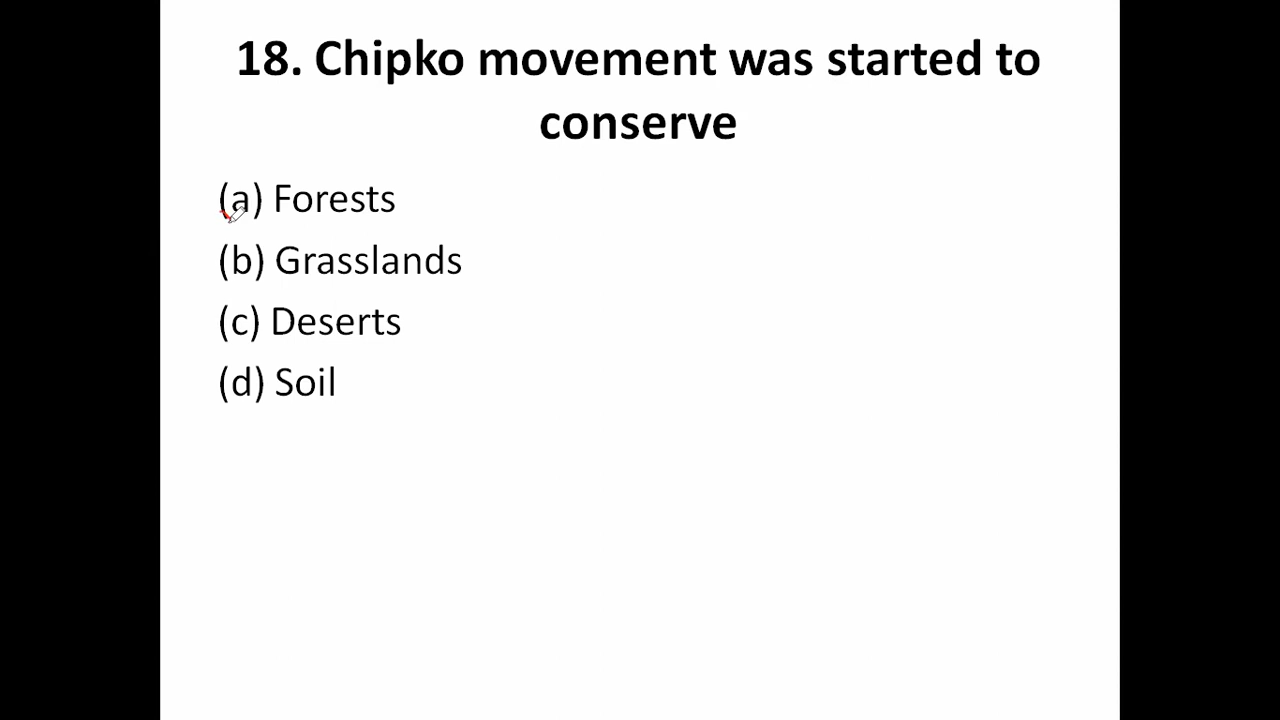 18. Chipko movement was started to
conserve
(a) Forests
(b) Grasslands
(c) Deserts
(d) Soil